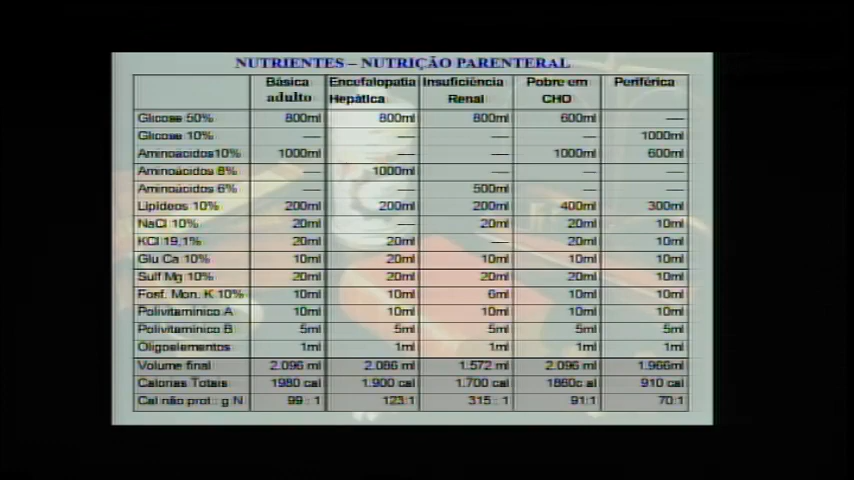 NUTRIENTES – NUTRIÇÃO PARENTERAL
Básica adulto Encefalopatia Hepática Insuficiência Renal Pobre em CHO Periférica
Glicose 50% 800ml 800ml 800ml 600ml —
Glicose 10% — — — — 1000ml
Aminoácidos10% 1000ml — — 1000ml 600ml
Aminoácidos 8% — 1000ml — — —
Aminoácidos 6% — — 500ml — —
Lipídeos 10% 200ml 200ml 200ml 400ml 300ml
NaCl 10% 20ml — 20ml 20ml 10ml
KCl 19,1% 20ml 20ml — 20ml 10ml
Glu Ca 10% 10ml 20ml 10ml 10ml 10ml
Sulf Mg 10% 20ml 20ml 20ml 20ml 10ml
Fosf. Mon. K 10% 10ml 10ml 6ml 10ml 10ml
Polivitamínico A 10ml 10ml 10ml 10ml 10ml
Polivitamínico B 5ml 5ml 5ml 5ml 5ml
Oligoelementos 1ml 1ml 1ml 1ml 1ml
Volume final 2.096 ml 2.086 ml 1.572 ml 2.096 ml 1.966ml
Calorias Totais 1980 cal 1.900 cal 1.700 cal 1860c al 910 cal
Cal não prot.: g N 99 : 1 123:1 315 : 1 91:1 70:1